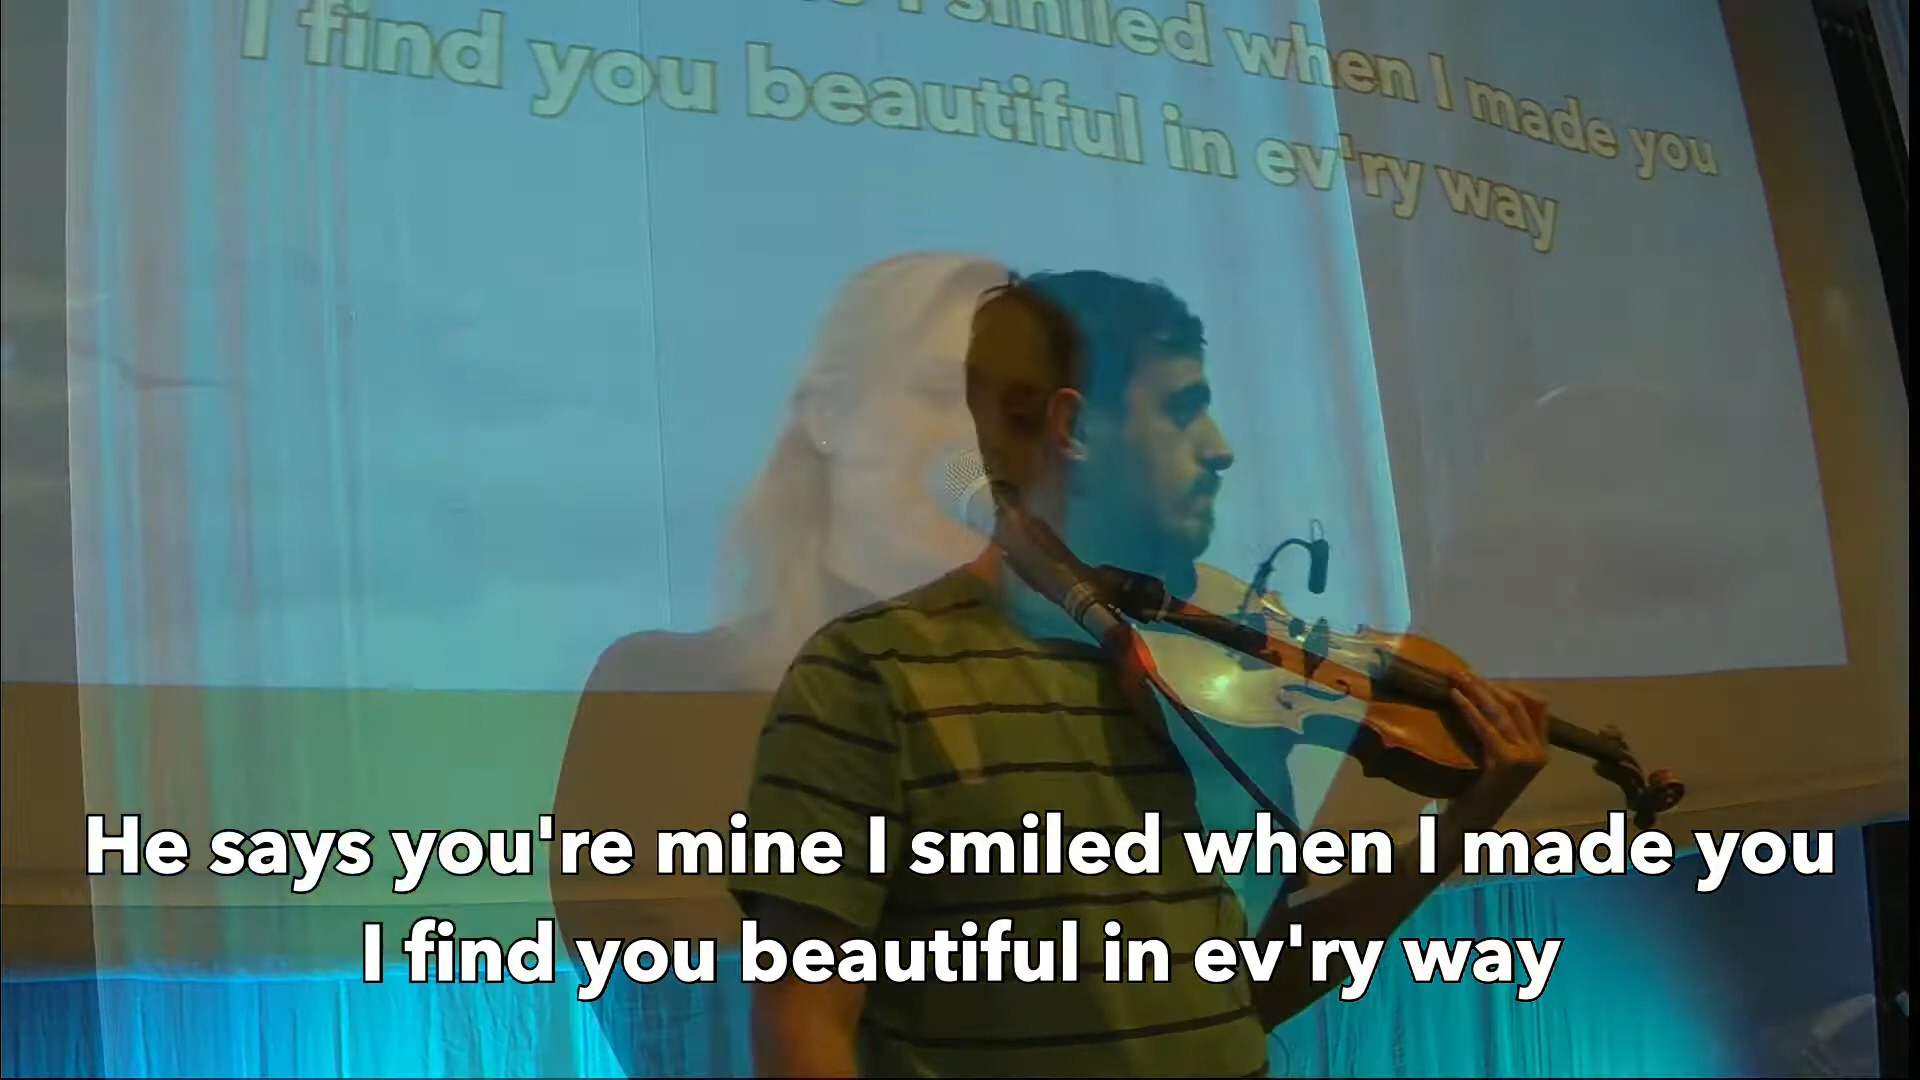 I smiled when I made you
I find you beautiful in ev'ry way
He says you're mine I smiled when I made you
I find you beautiful in ev'ry way